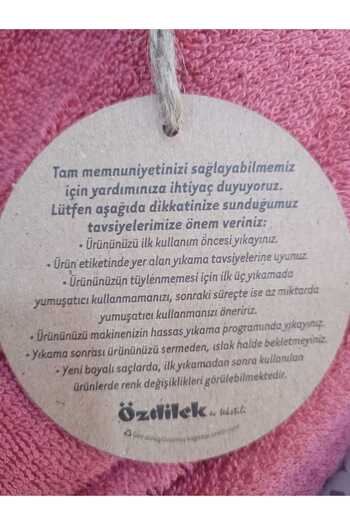 Tam memnuniyetinizi sağlayabilmemiz
için yardımınıza ihtiyaç duyuyoruz.
Lütfen aşağıda dikkatinize sunduğumuz
tavsiyelerimize önem veriniz:
• Ürününüzü ilk kullanım öncesi yıkayınız.
• Ürün etiketinde yer alan yıkama tavsiyelerine uyunuz.
• Ürününüzün tüylenmemesi için ilk üç yıkamada
yumuşatıcı kullanmamanızı, sonraki süreçte ise az miktarda
yumuşatıcı kullanmanızı öneririz.
• Ürününüzü makinenizin hassas yıkama programında yıkayınız.
• Yıkama sonrası ürününüzü sermeden, ıslak halde bekletmeyiniz.
• Yeni boyalı saçlarda, ilk yıkamadan sonra kullanılan
ürünlerde renk değişiklikleri görülebilmektedir.
Özdilek